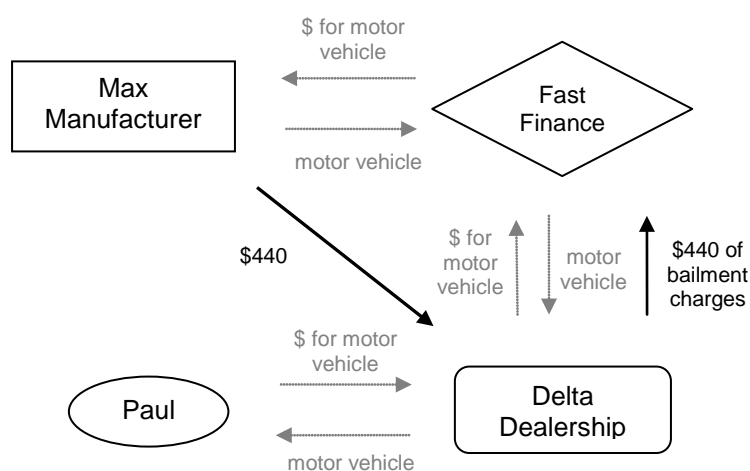 $ for motor
vehicle
Max
Manufacturer
Fast
Finance
motor vehicle
$440
$ for
motor
vehicle
motor
vehicle
$440 of
bailment
charges
$ for motor
vehicle
Paul
Delta
Dealership
motor vehicle